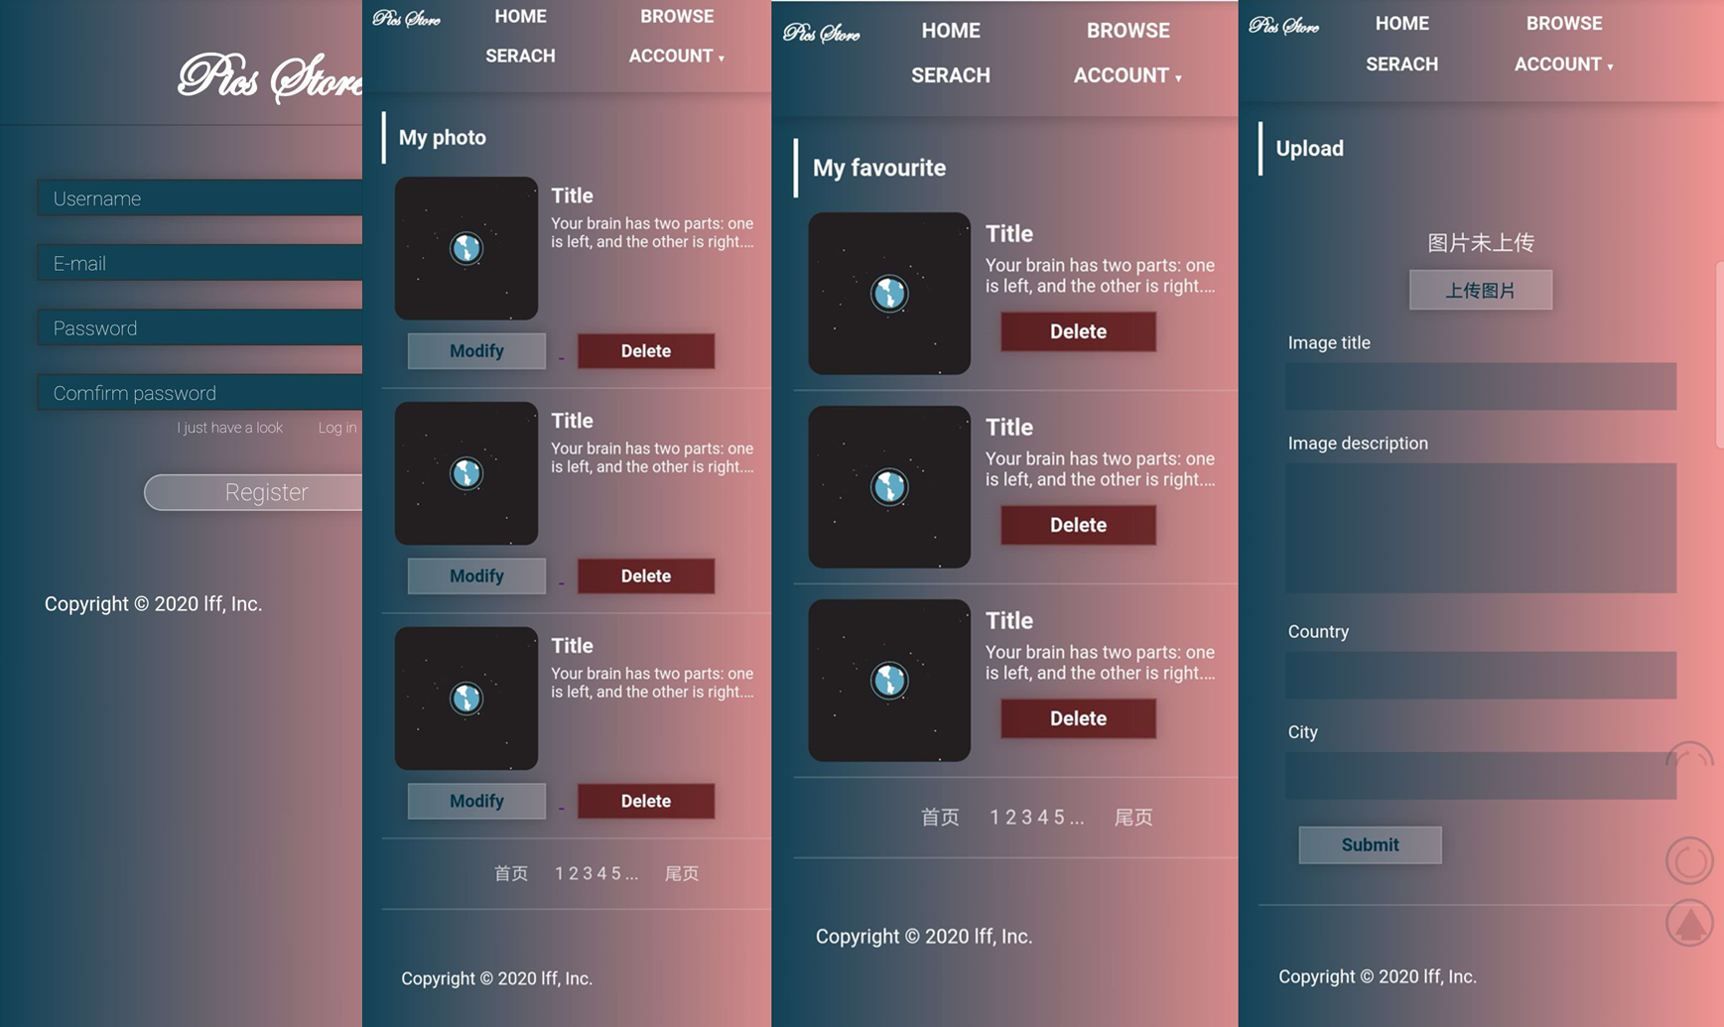 Pics Store
Username
E-mail
Password
Comfirm password
I just have a look Log in
Register
Copyright © 2020 lff, Inc.
Pics Store
HOME BROWSE
SERACH ACCOUNT ▾
My photo
Title
Your brain has two parts: one
is left, and the other is right....
Modify - Delete
Title
Your brain has two parts: one
is left, and the other is right....
Modify - Delete
Title
Your brain has two parts: one
is left, and the other is right....
Modify - Delete
首页 1 2 3 4 5 ... 尾页
Copyright © 2020 lff, Inc.
Pics Store
HOME BROWSE
SERACH ACCOUNT ▾
My favourite
Title
Your brain has two parts: one
is left, and the other is right....
Delete
Title
Your brain has two parts: one
is left, and the other is right....
Delete
Title
Your brain has two parts: one
is left, and the other is right....
Delete
首页 1 2 3 4 5 ... 尾页
Copyright © 2020 lff, Inc.
Pics Store
HOME BROWSE
SERACH ACCOUNT ▾
Upload
图片未上传
上传图片
Image title
Image description
Country
City
Submit
Copyright © 2020 lff, Inc.